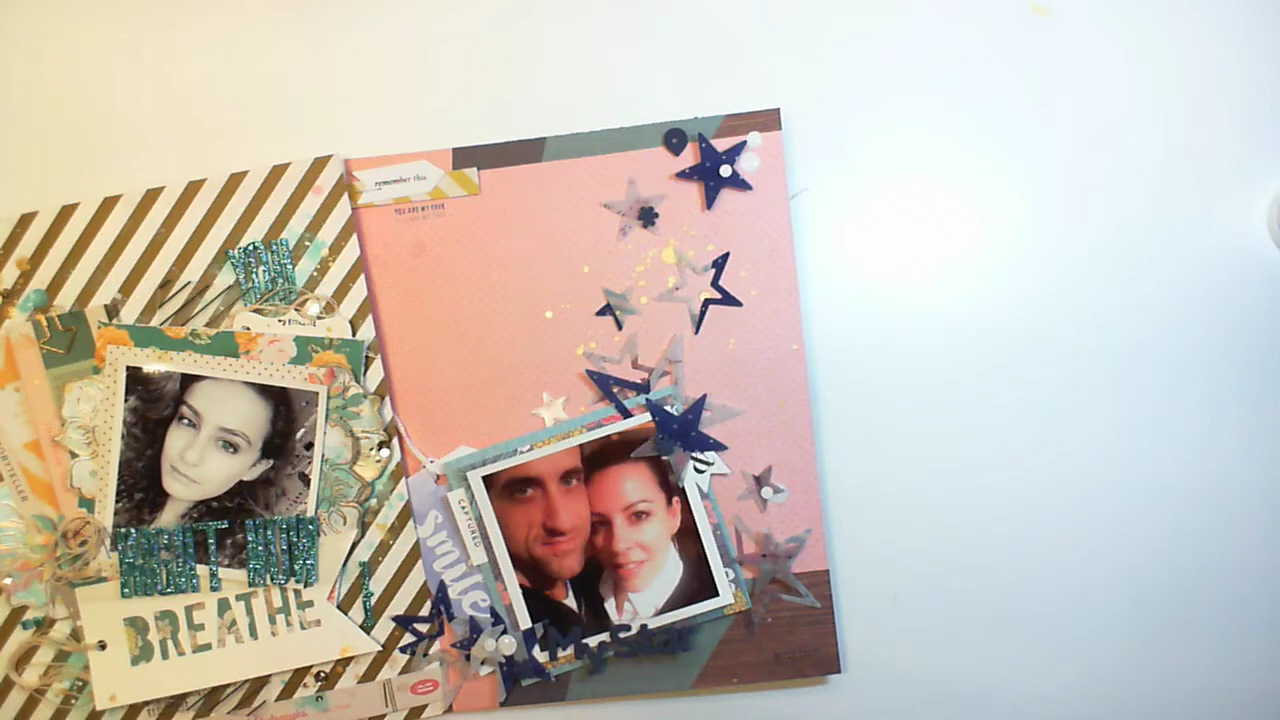 YOU
RIGHT NOW
BREATHE
remember this
YOU ARE MY FAVE
CAPTURED
smile
My Star